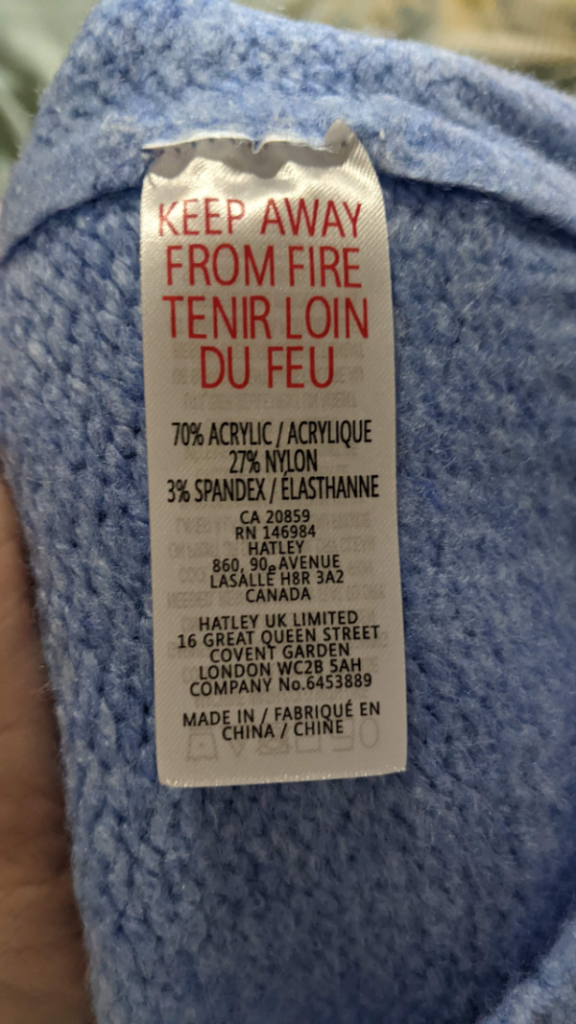 KEEP AWAY
FROM FIRE
TENIR LOIN
DU FEU
70% ACRYLIC / ACRYLIQUE
27% NYLON
3% SPANDEX / ÉLASTHANNE
CA 20859
RN 146984
HATLEY
860, 90e AVENUE
LASALLE H8R 3A2
CANADA
HATLEY UK LIMITED
16 GREAT QUEEN STREET
COVENT GARDEN
LONDON WC2B 5AH
COMPANY No.6453889
MADE IN / FABRIQUÉ EN
CHINA / CHINE